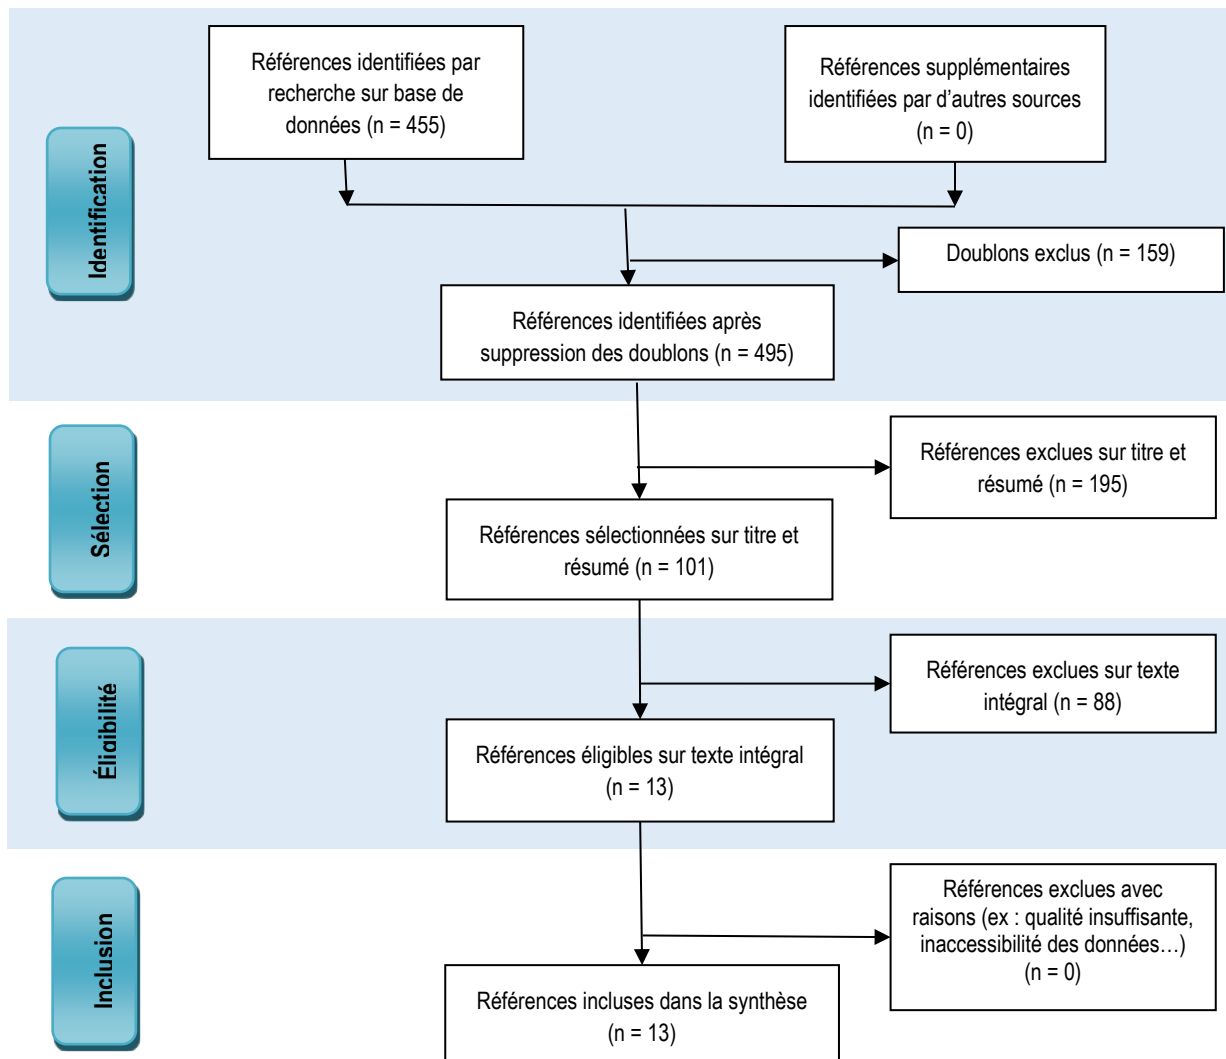 Références identifiées par
recherche sur base de
données (n = 455)
Références supplémentaires
identifiées par d’autres sources
(n = 0)
Identification
Doublons exclus (n = 159)
Références identifiées après
suppression des doublons (n = 495)
Sélection
Références exclues sur titre et
résumé (n = 195)
Références sélectionnées sur titre et
résumé (n = 101)
Éligibilité
Références exclues sur texte
intégral (n = 88)
Références éligibles sur texte intégral
(n = 13)
Inclusion
Références exclues avec
raisons (ex : qualité insuffisante,
inaccessibilité des données…)
(n = 0)
Références incluses dans la synthèse
(n = 13)